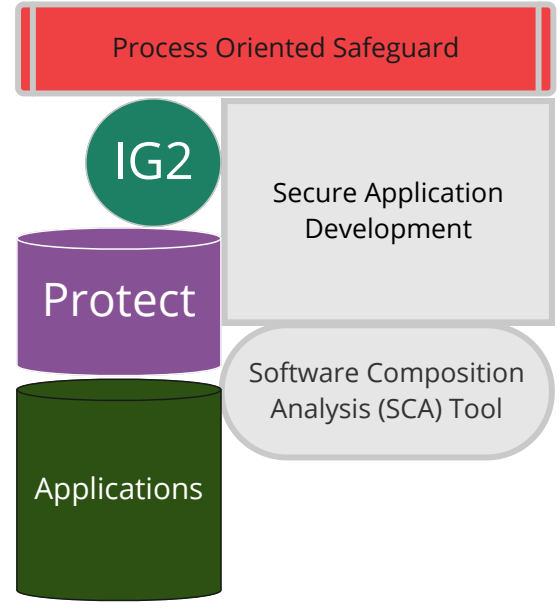 Process Oriented Safeguard
IG2
Secure Application
Development
Protect
Software Composition
Analysis (SCA) Tool
Applications